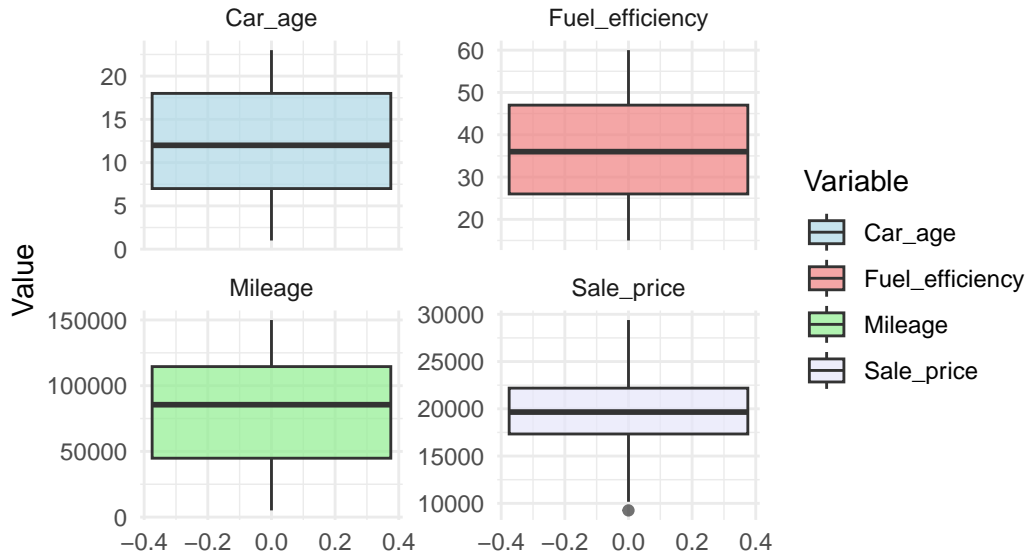 Car_age
Fuel_efficiency
20
15
10
5
0
60
50
40
30
20
Mileage
Sale_price
150000
100000
50000
0
30000
25000
20000
15000
10000
−0.4 −0.2 0.0 0.2 0.4
−0.4 −0.2 0.0 0.2 0.4
Value
Variable
Car_age
Fuel_efficiency
Mileage
Sale_price